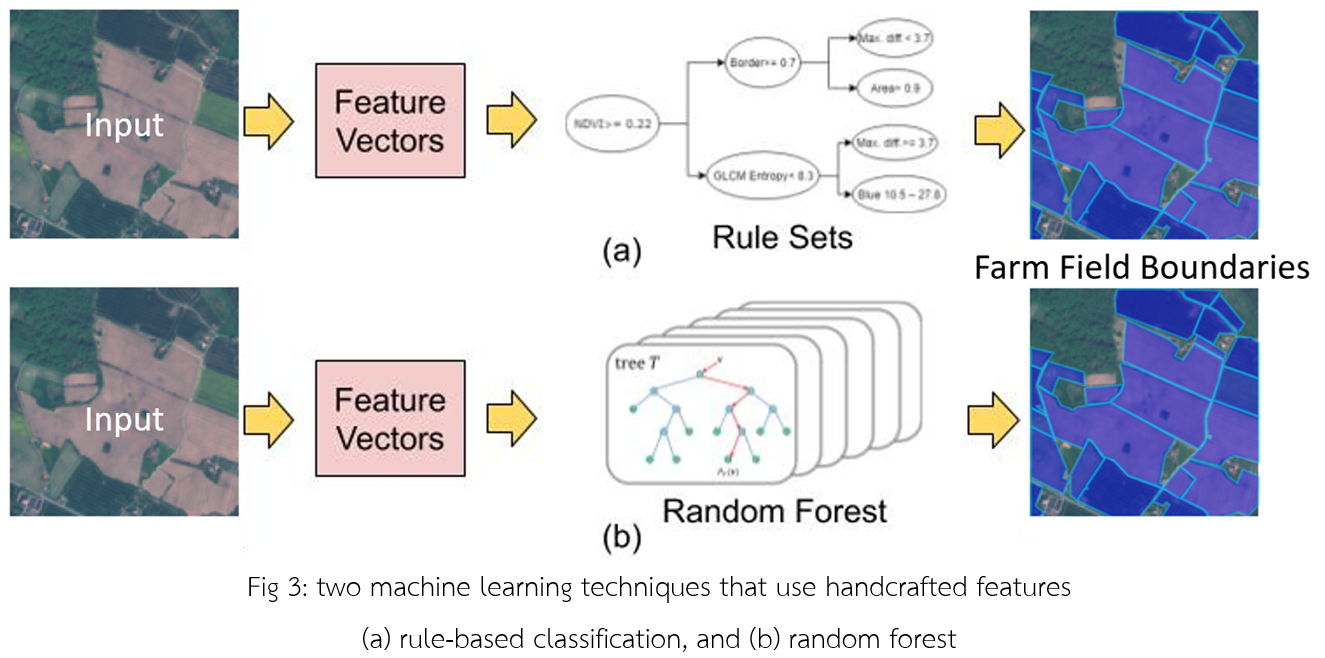 Input
Feature
Vectors
NDVI>= 0.22
Border>= 0.7
Max. diff < 3.7
Area= 0.9
GLCM Entropy< 8.3
Max. diff >= 3.7
Blue 10.5 – 27.8
Rule Sets
(a)
Farm Field Boundaries
Input
Feature
Vectors
tree T
v
Random Forest
(b)
Fig 3: two machine learning techniques that use handcrafted features
(a) rule-based classification, and (b) random forest